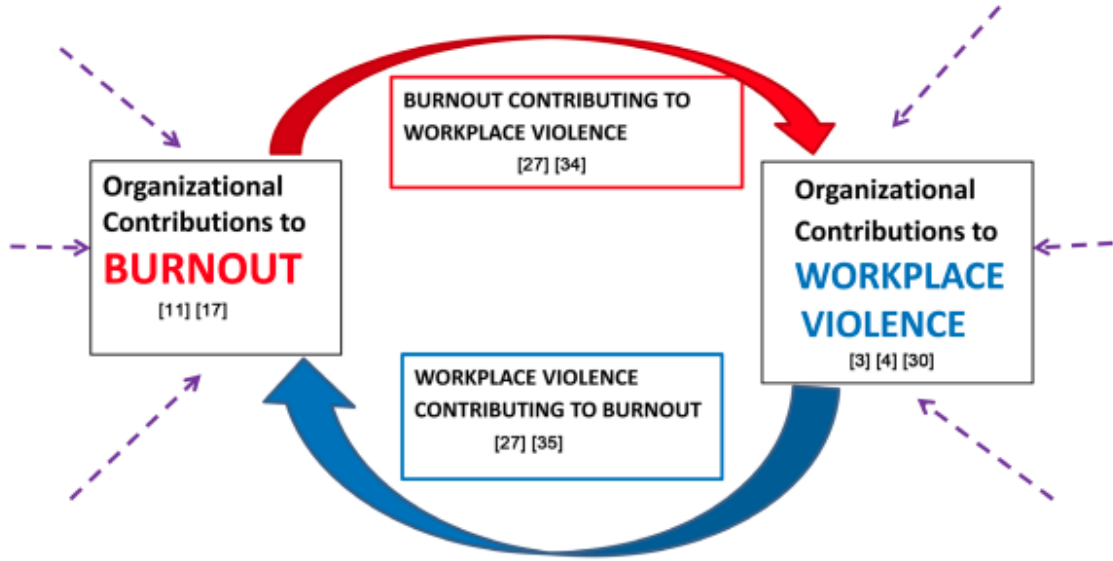 BURNOUT CONTRIBUTING TO
WORKPLACE VIOLENCE
[27] [34]
Organizational
Contributions to
BURNOUT
[11] [17]
Organizational
Contributions to
WORKPLACE
VIOLENCE
[3] [4] [30]
WORKPLACE VIOLENCE
CONTRIBUTING TO BURNOUT
[27] [35]